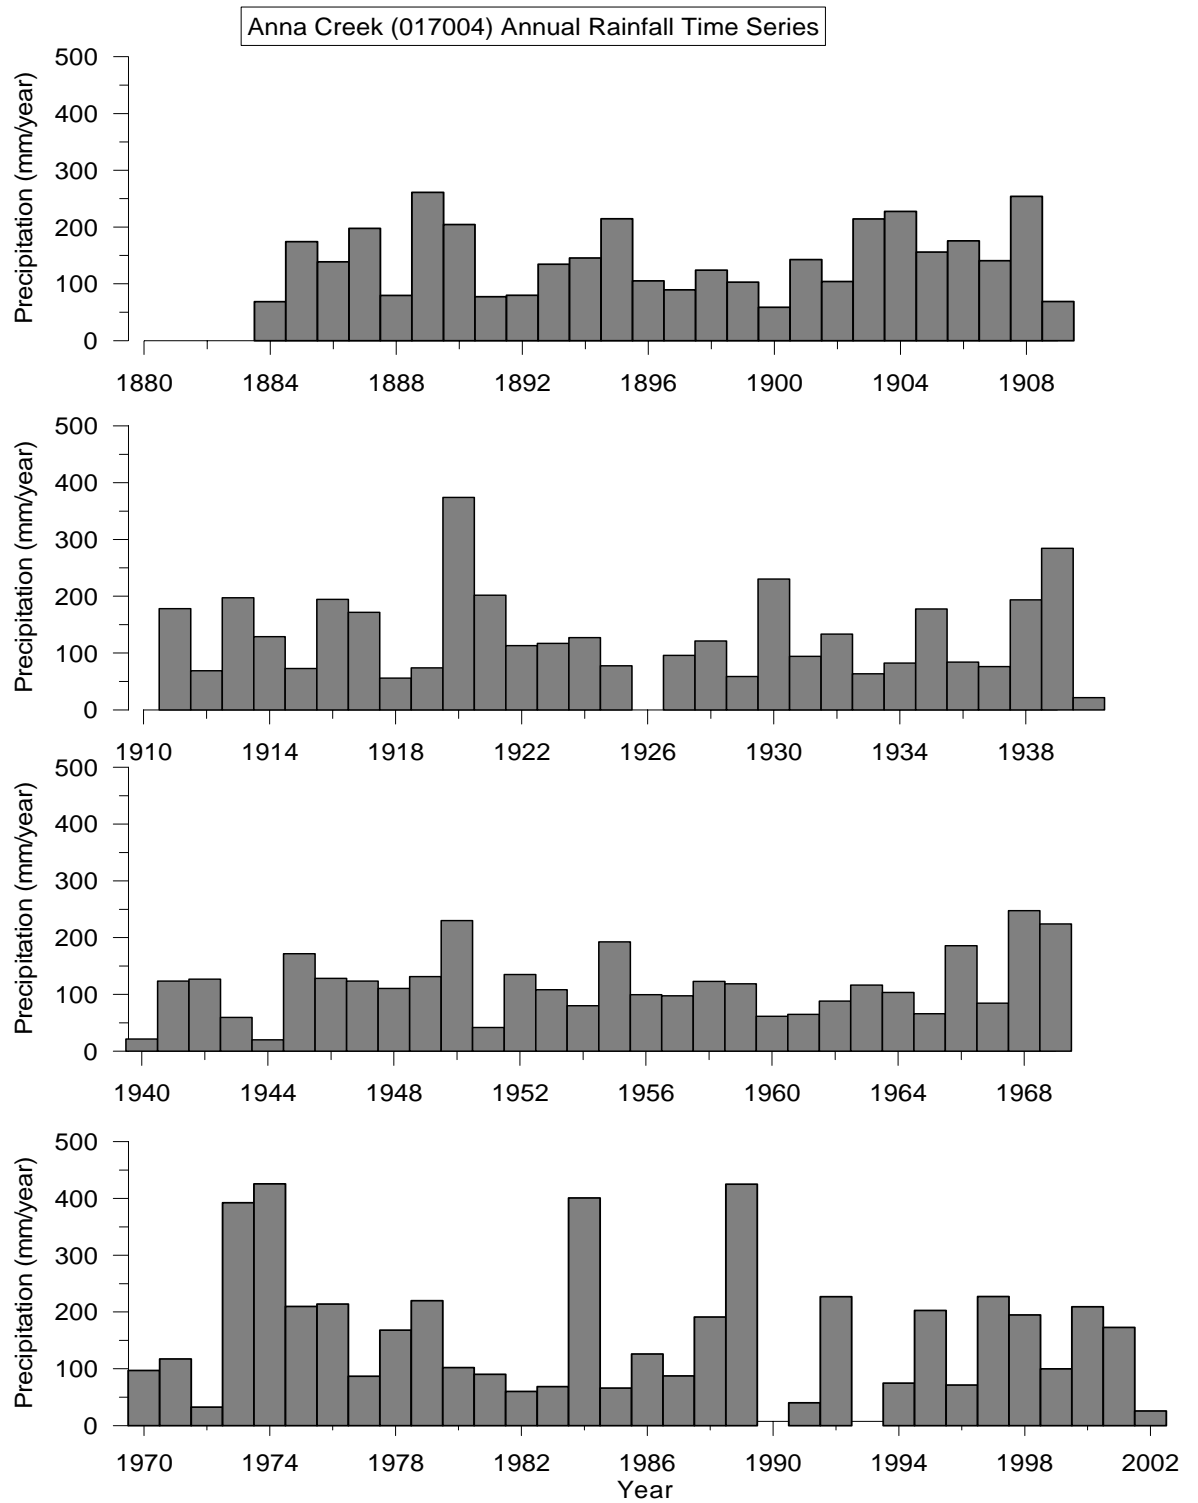 Anna Creek (017004) Annual Rainfall Time Series
500
400
300
200
100
0
Precipitation (mm/year)
1880 1884 1888 1892 1896 1900 1904 1908
500
400
300
200
100
0
Precipitation (mm/year)
1910 1914 1918 1922 1926 1930 1934 1938
500
400
300
200
100
0
Precipitation (mm/year)
1940 1944 1948 1952 1956 1960 1964 1968
500
400
300
200
100
0
Precipitation (mm/year)
1970 1974 1978 1982 1986 1990 1994 1998 2002
Year